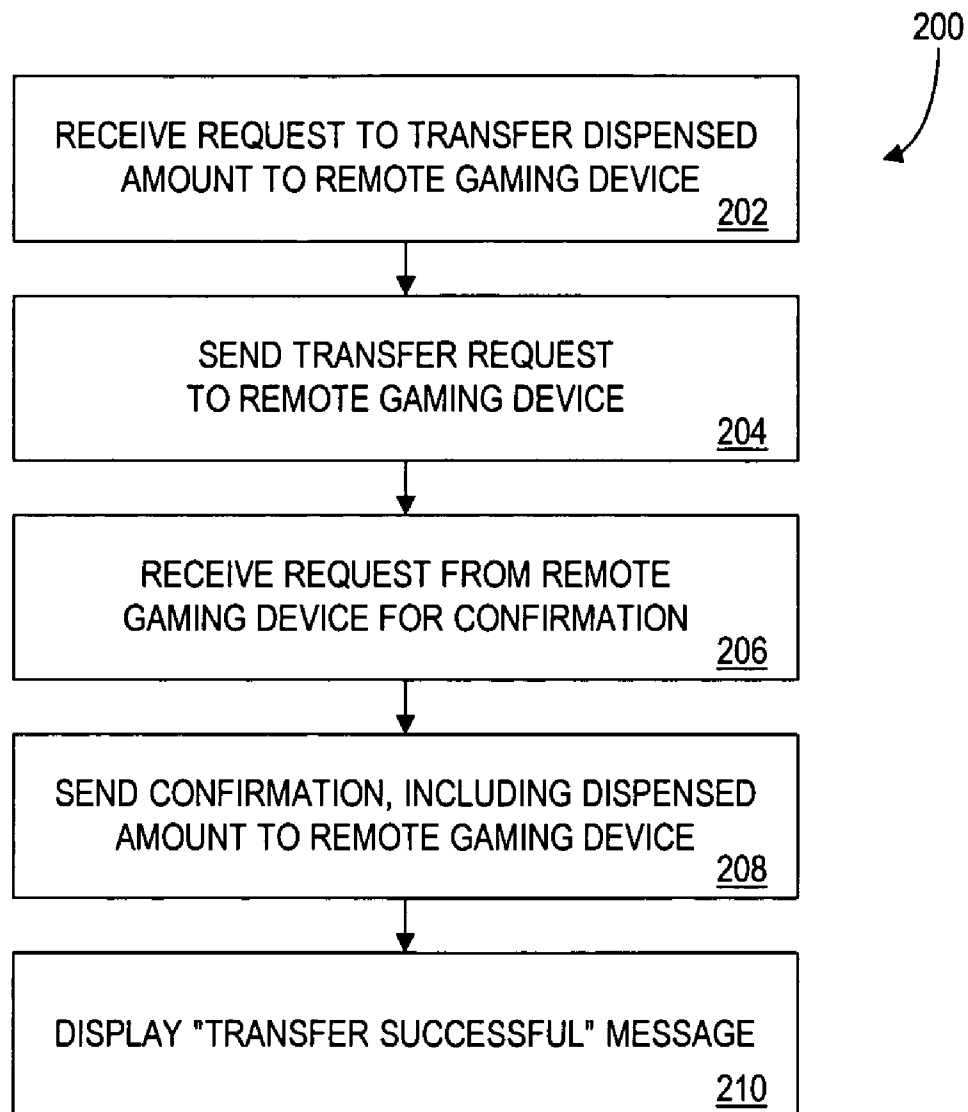 200
RECEIVE REQUEST TO TRANSFER DISPENSED
AMOUNT TO REMOTE GAMING DEVICE
202
SEND TRANSFER REQUEST
TO REMOTE GAMING DEVICE
204
RECEIVE REQUEST FROM REMOTE
GAMING DEVICE FOR CONFIRMATION
206
SEND CONFIRMATION, INCLUDING DISPENSED
AMOUNT TO REMOTE GAMING DEVICE
208
DISPLAY "TRANSFER SUCCESSFUL" MESSAGE
210